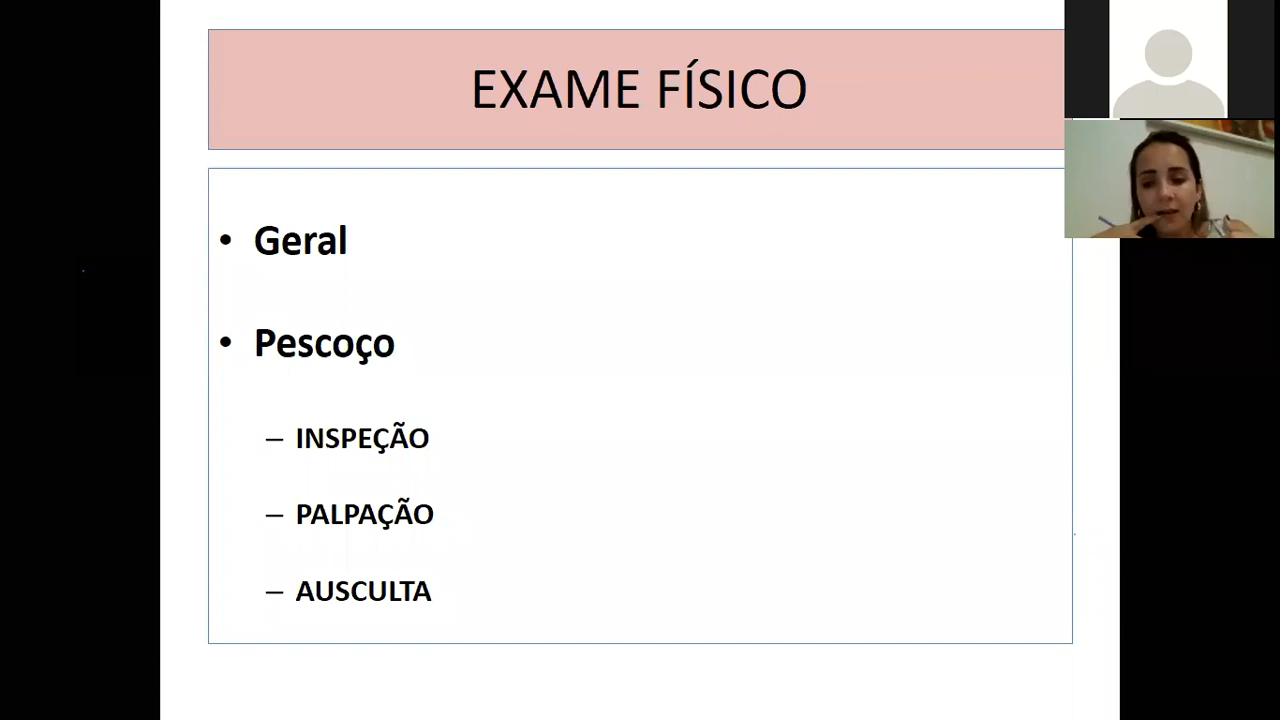 EXAME FÍSICO
• Geral
• Pescoço
– INSPEÇÃO
– PALPAÇÃO
– AUSCULTA